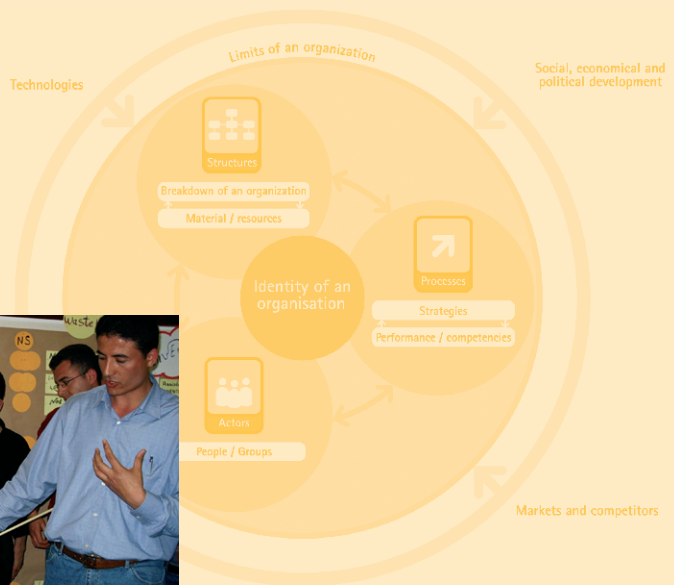 Limits of an organization
Technologies
Social, economical and
political development
Structures
Breakdown of an organization
Material / resources
Identity of an
organisation
Processes
Strategies
Performance / competencies
Actors
People / Groups
Markets and competitors
Waste
NS